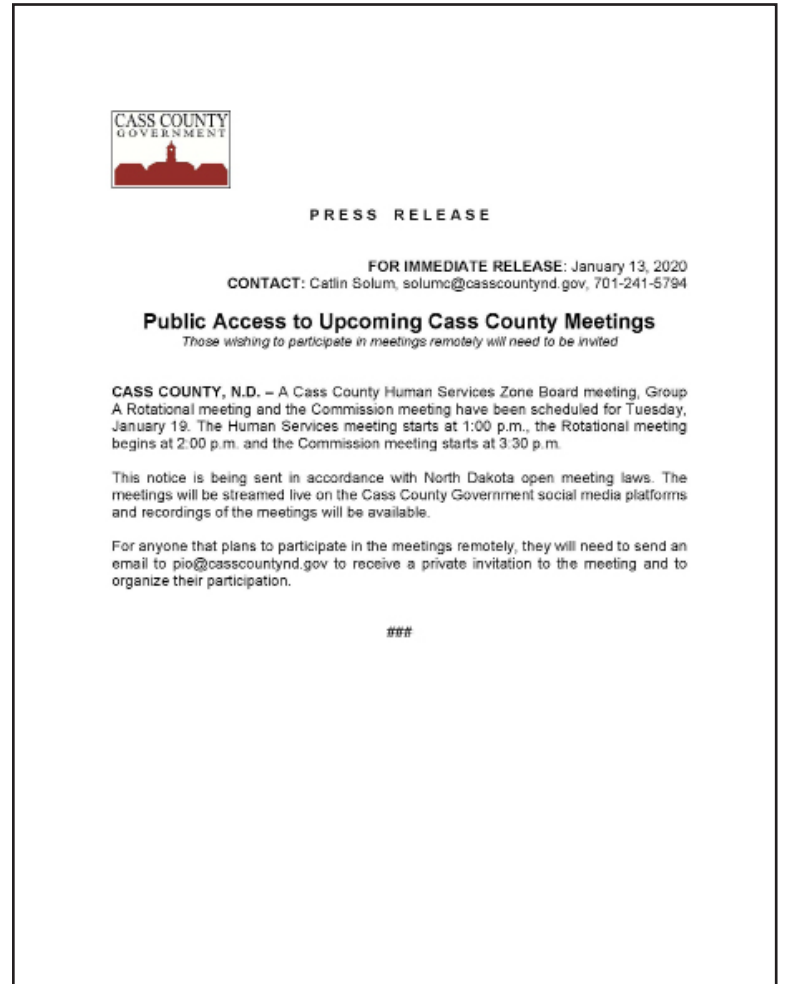 CASS COUNTY
GOVERNMENT
PRESS RELEASE
FOR IMMEDIATE RELEASE: January 13, 2020
CONTACT: Catlin Solum, solumc@casscountynd.gov, 701-241-5794
Public Access to Upcoming Cass County Meetings
Those wishing to participate in meetings remotely will need to be invited
CASS COUNTY, N.D. – A Cass County Human Services Zone Board meeting, Group
A Rotational meeting and the Commission meeting have been scheduled for Tuesday,
January 19. The Human Services meeting starts at 1:00 p.m., the Rotational meeting
begins at 2:00 p.m. and the Commission meeting starts at 3:30 p.m.
This notice is being sent in accordance with North Dakota open meeting laws. The
meetings will be streamed live on the Cass County Government social media platforms
and recordings of the meetings will be available.
For anyone that plans to participate in the meetings remotely, they will need to send an
email to pio@casscountynd.gov to receive a private invitation to the meeting and to
organize their participation.
###